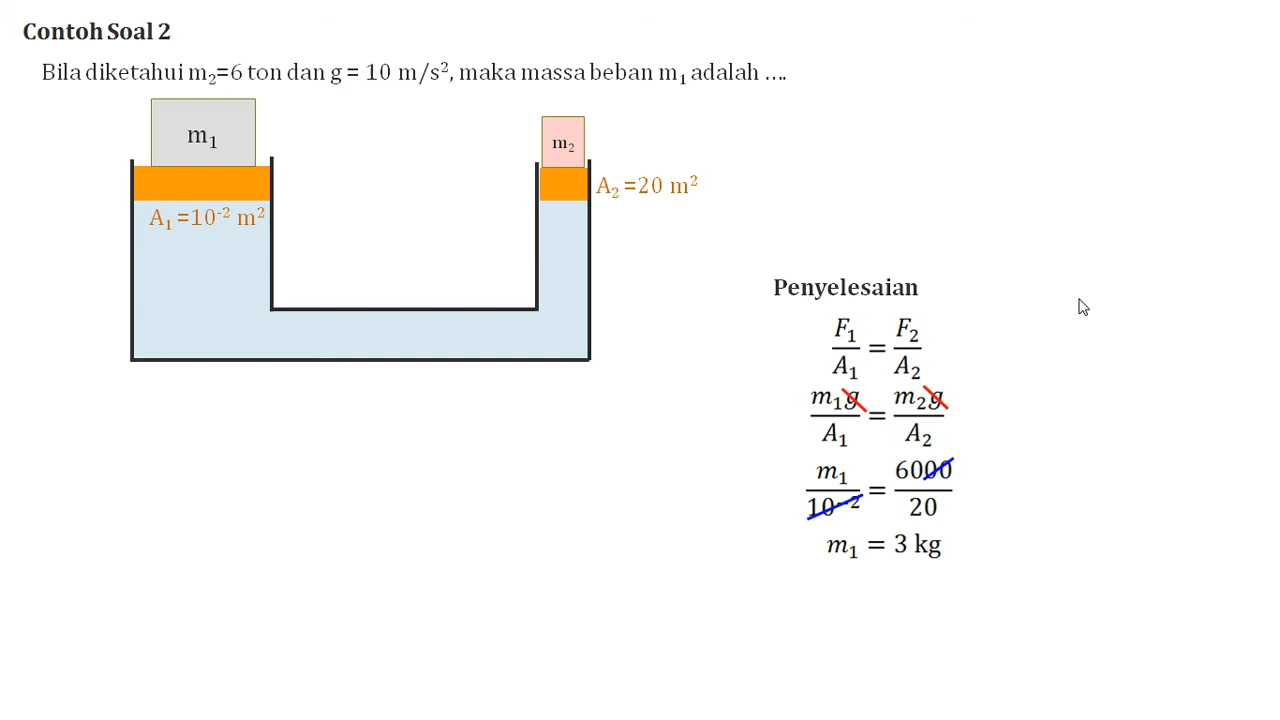 Contoh Soal 2
Bila diketahui m₂=6 ton dan g = 10 m/s², maka massa beban m₁ adalah ….
m₁
m₂
A₂ =20 m²
A₁ =10⁻² m²
Penyelesaian
F₁/A₁ = F₂/A₂
m₁g/A₁ = m₂g/A₂
m₁/10⁻² = 6000/20
m₁ = 3 kg